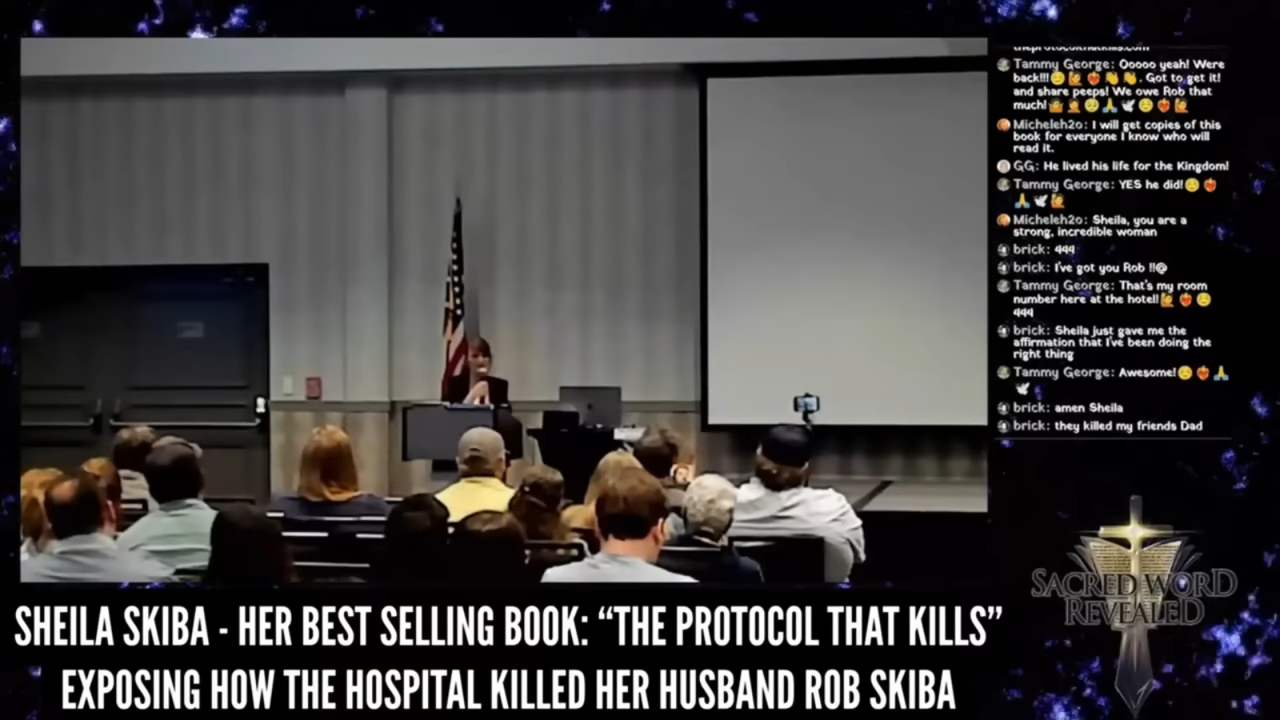 theprotocolthatkills.com
Tammy George: Ooooo yeah! Were
back!!!😊🙋❤️‍🔥👏👏. Got to get it!
and share peeps! We owe Rob that
much!🤷🙋🥹🙏🕊️☺️❤️‍🔥🙋
Micheleh2o: I will get copies of this
book for everyone I know who will
read it.
GG: He lived his life for the Kingdom!
Tammy George: YES he did!☺️❤️‍🔥
🙏🕊️🙋
Micheleh2o: Sheila, you are a
strong, incredible woman
brick: 444
brick: I've got you Rob !!@
Tammy George: That's my room
number here at the hotel!🙋❤️‍🔥☺️
444
brick: Sheila just gave me the
affirmation that I've been doing the
right thing
Tammy George: Awesome!☺️❤️‍🔥🙏
🕊️
brick: amen Sheila
brick: they killed my friends Dad
SACRED WORD
REVEALED
SHEILA SKIBA - HER BEST SELLING BOOK: “THE PROTOCOL THAT KILLS”
EXPOSING HOW THE HOSPITAL KILLED HER HUSBAND ROB SKIBA